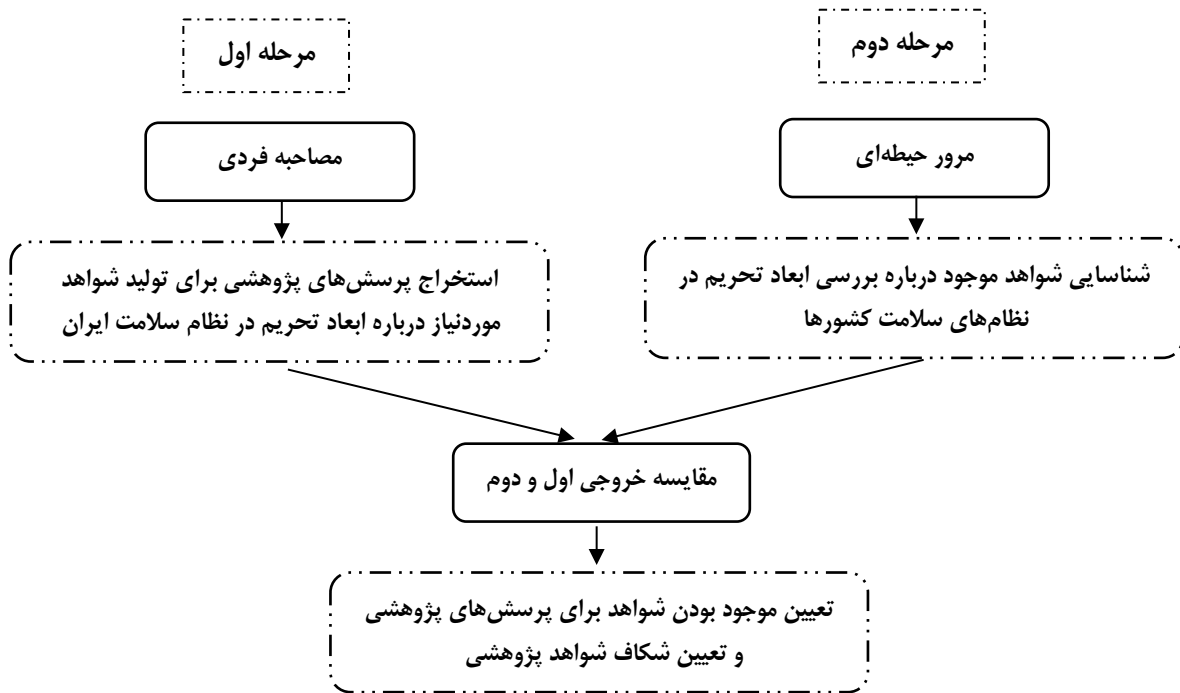 مرحله اول
مرحله دوم
مصاحبه فردی
مرور حیطه‌ای
استخراج پرسش‌های پژوهشی برای تولید شواهد
موردنیاز درباره ابعاد تحریم در نظام سلامت ایران
شناسایی شواهد موجود درباره بررسی ابعاد تحریم در
نظام‌های سلامت کشورها
مقایسه خروجی اول و دوم
تعیین موجود بودن شواهد برای پرسش‌های پژوهشی
و تعیین شکاف شواهد پژوهشی